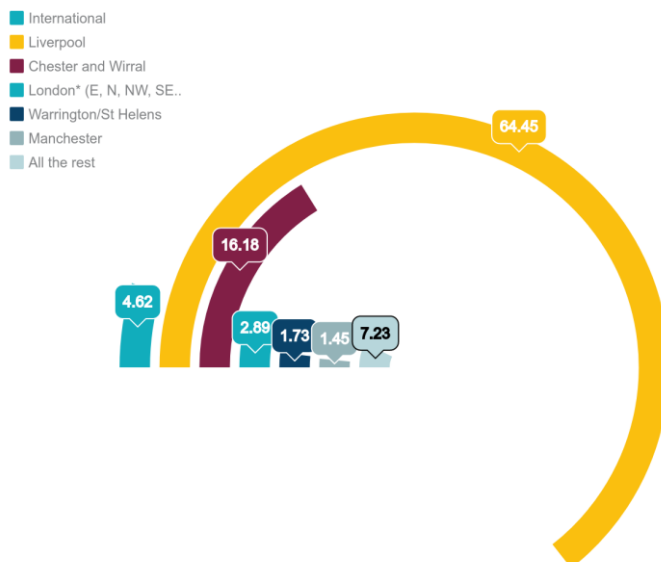 International
Liverpool
Chester and Wirral
London* (E, N, NW, SE..
Warrington/St Helens
Manchester
All the rest
64.45
16.18
4.62
2.89
1.73
1.45
7.23